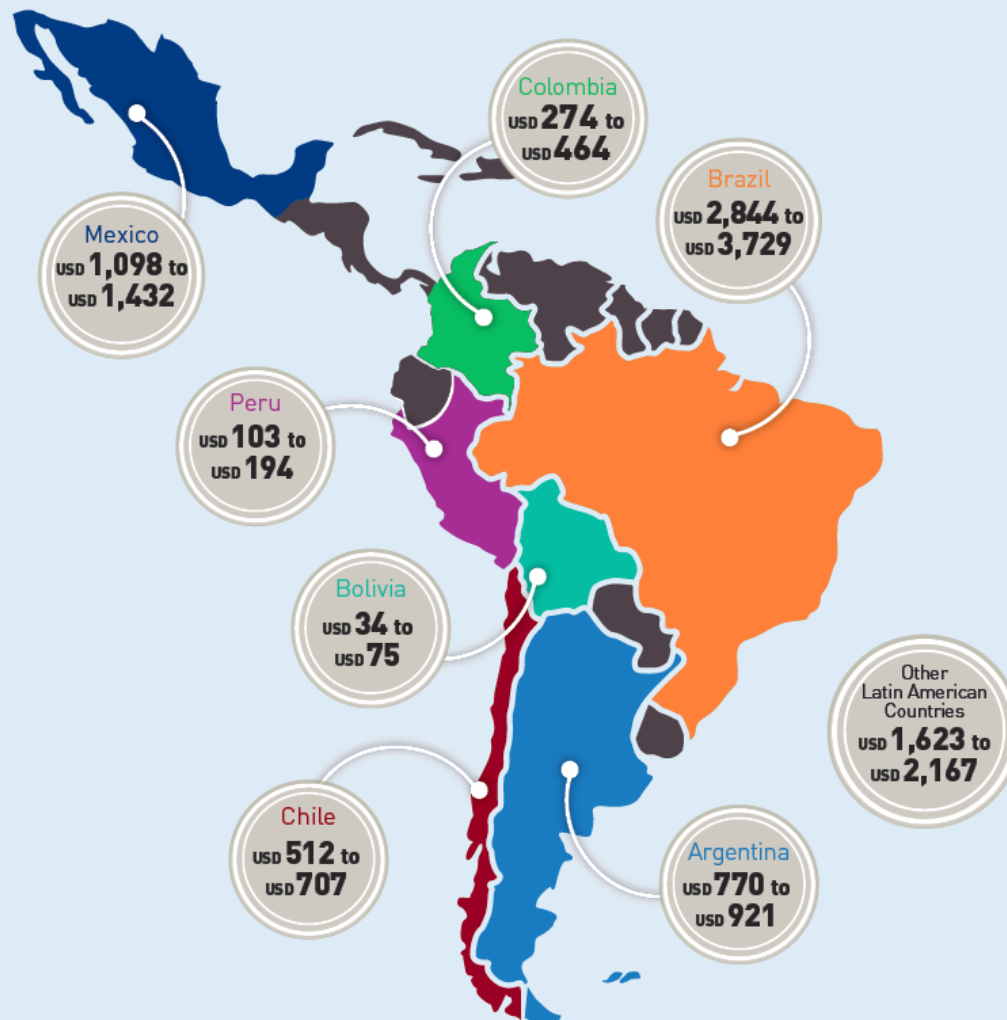 Colombia
USD 274 to
USD 464
Brazil
USD 2,844 to
USD 3,729
Mexico
USD 1,098 to
USD 1,432
Peru
USD 103 to
USD 194
Bolivia
USD 34 to
USD 75
Other
Latin American
Countries
USD 1,623 to
USD 2,167
Chile
USD 512 to
USD 707
Argentina
USD 770 to
USD 921